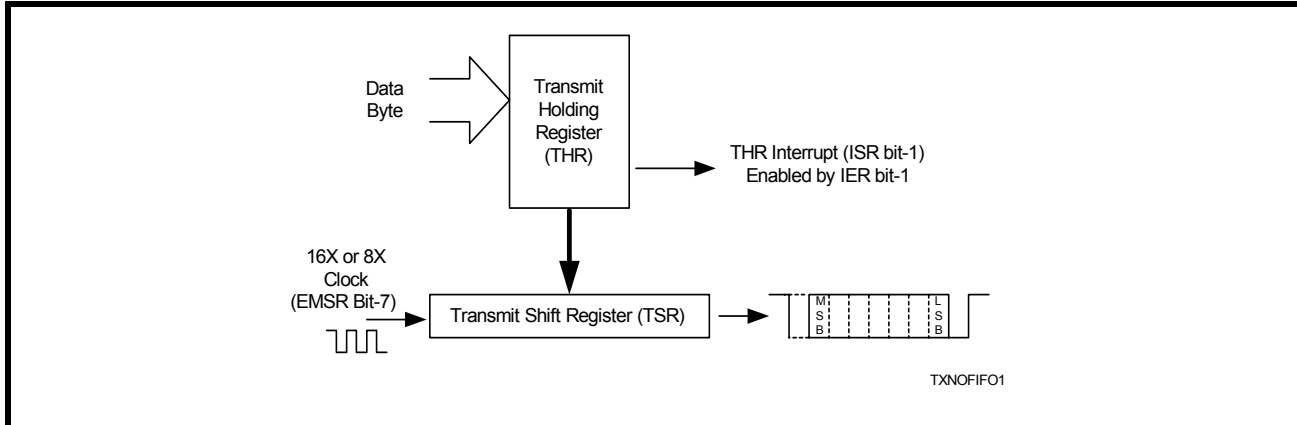 Data
Byte
Transmit
Holding
Register
(THR)
THR Interrupt (ISR bit-1)
Enabled by IER bit-1
16X or 8X
Clock
(EMSR Bit-7)
Transmit Shift Register (TSR)
M
S
B
L
S
B
TXNOFIFO1